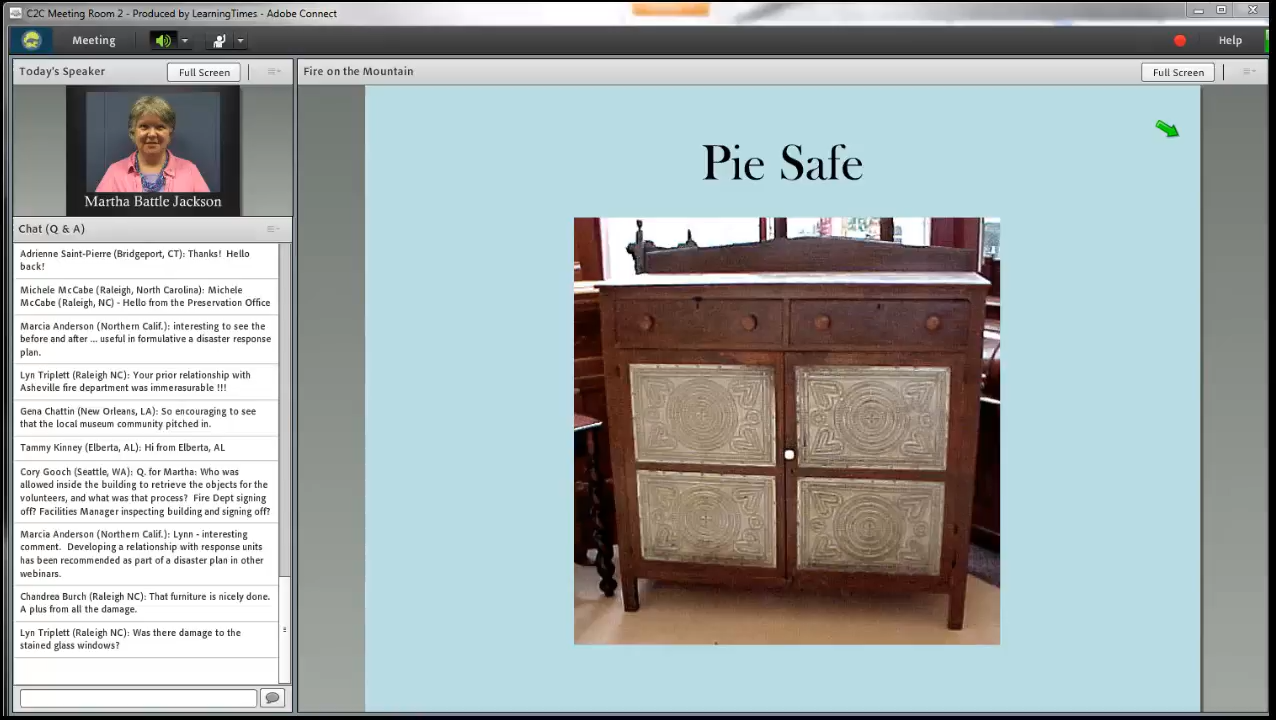 C2C Meeting Room 2 - Produced by LearningTimes - Adobe Connect
Meeting
Help
Today's Speaker
Full Screen
Fire on the Mountain
Full Screen
Martha Battle Jackson
Pie Safe
Chat (Q & A)
Adrienne Saint-Pierre (Bridgeport, CT): Thanks! Hello
back!
Michele McCabe (Raleigh, North Carolina): Michele
McCabe (Raleigh, NC) - Hello from the Preservation Office
Marcia Anderson (Northern Calif.): interesting to see the
before and after ... useful in formulative a disaster response
plan.
Lyn Triplett (Raleigh NC): Your prior relationship with
Asheville fire department was immerasurable !!!
Gena Chattin (New Orleans, LA): So encouraging to see
that the local museum community pitched in.
Tammy Kinney (Elberta, AL): Hi from Elberta, AL
Cory Gooch (Seattle, WA): Q. for Martha: Who was
allowed inside the building to retrieve the objects for the
volunteers, and what was that process? Fire Dept signing
off? Facilities Manager inspecting building and signing off?
Marcia Anderson (Northern Calif.): Lynn - interesting
comment. Developing a relationship with response units
has been recommended as part of a disaster plan in other
webinars.
Chandrea Burch (Raleigh NC): That furniture is nicely done.
A plus from all the damage.
Lyn Triplett (Raleigh NC): Was there damage to the
stained glass windows?